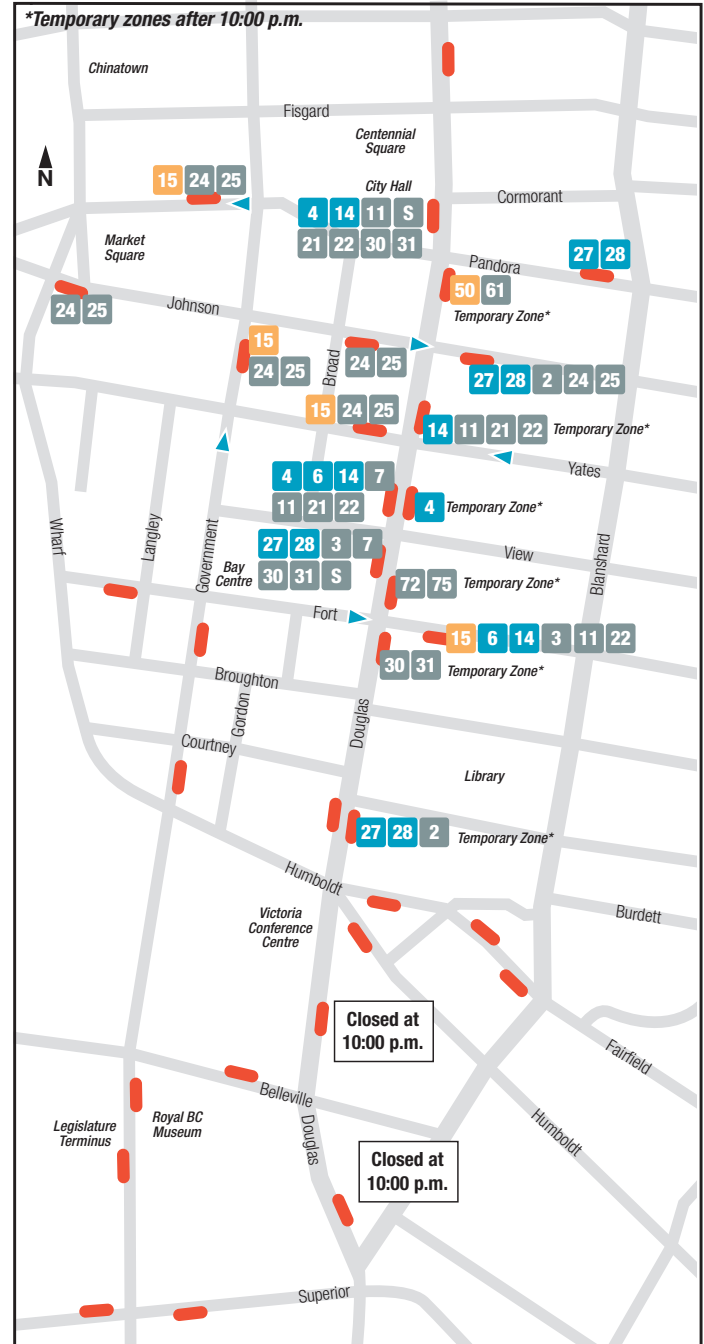 *Temporary zones after 10:00 p.m.
Chinatown
Fisgard
Centennial
Square
N
15 24 25
City Hall
Cormorant
4 14 11 S
21 22 30 31
Market
Square
Pandora
27 28
50 61
Temporary Zone*
24 25
Johnson
15
24 25
Broad
24 25
27 28 2 24 25
15 24 25
14 11 21 22
Temporary Zone*
Yates
4 6 14 7
11 21 22
4
Temporary Zone*
Wharf
Langley
Government
27 28 3 7
30 31 S
Bay
Centre
View
Blanshard
72 75
Temporary Zone*
Fort
15 6 14 3 11 22
30 31
Temporary Zone*
Broughton
Gordon
Douglas
Courtney
Library
27 28 2
Temporary Zone*
Humboldt
Victoria
Conference
Centre
Burdett
Closed at
10:00 p.m.
Fairfield
Belleville
Legislature
Terminus
Royal BC
Museum
Douglas
Humboldt
Closed at
10:00 p.m.
Superior